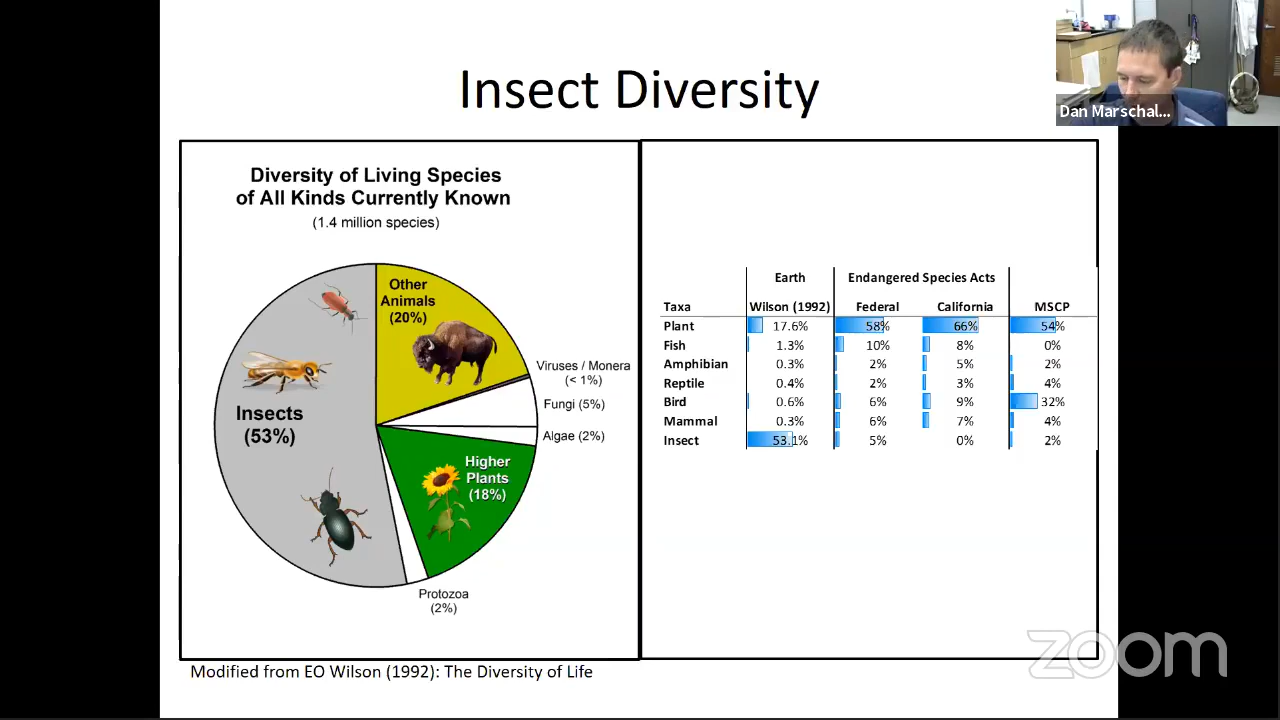 Insect Diversity
Dan Marschal...
Diversity of Living Species
of All Kinds Currently Known
(1.4 million species)
Other
Animals
(20%)
Viruses / Monera
(< 1%)
Fungi (5%)
Algae (2%)
Insects
(53%)
Higher
Plants
(18%)
Protozoa
(2%)
Earth Endangered Species Acts
Taxa Wilson (1992) Federal California MSCP
Plant 17.6% 58% 66% 54%
Fish 1.3% 10% 8% 0%
Amphibian 0.3% 2% 5% 2%
Reptile 0.4% 2% 3% 4%
Bird 0.6% 6% 9% 32%
Mammal 0.3% 6% 7% 4%
Insect 53.1% 5% 0% 2%
zoom
Modified from EO Wilson (1992): The Diversity of Life